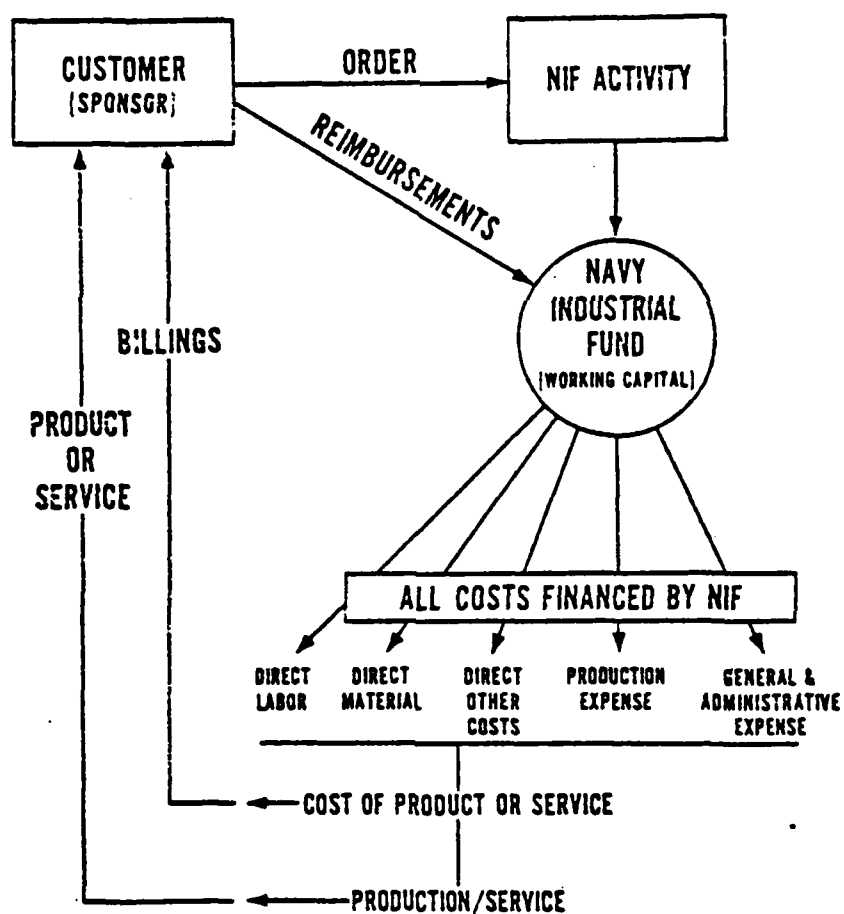 CUSTOMER
(SPONSOR)
ORDER
NIF ACTIVITY
REIMBURSEMENTS
NAVY
INDUSTRIAL
FUND
(WORKING CAPITAL)
BILLINGS
PRODUCT
OR
SERVICE
ALL COSTS FINANCED BY NIF
DIRECT
LABOR
DIRECT
MATERIAL
DIRECT
OTHER
COSTS
PRODUCTION
EXPENSE
GENERAL &
ADMINISTRATIVE
EXPENSE
COST OF PRODUCT OR SERVICE
PRODUCTION/SERVICE